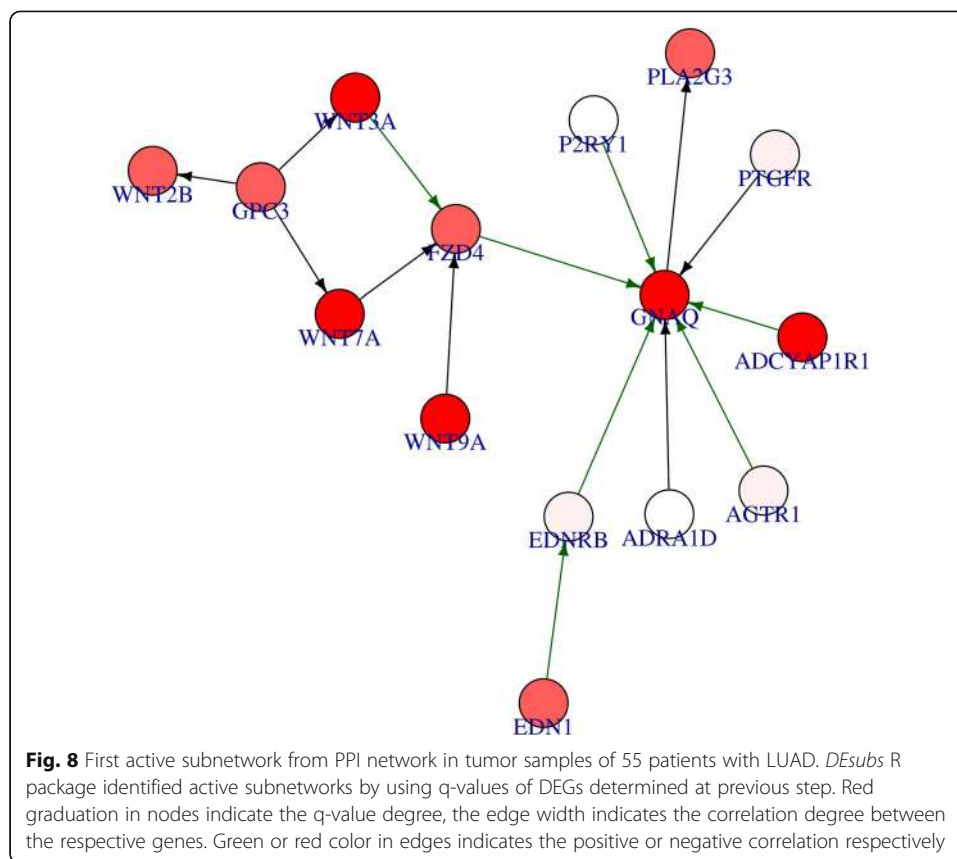 PLA2G3
WNT3A
P2RY1
PTGFR
WNT2B
GPC3
FZD4
GNAQ
WNT7A
ADCYAP1R1
WNT9A
AGTR1
EDNRB
ADRA1D
EDN1
Fig. 8 First active subnetwork from PPI network in tumor samples of 55 patients with LUAD. DEsubs R
package identified active subnetworks by using q-values of DEGs determined at previous step. Red
graduation in nodes indicate the q-value degree, the edge width indicates the correlation degree between
the respective genes. Green or red color in edges indicates the positive or negative correlation respectively